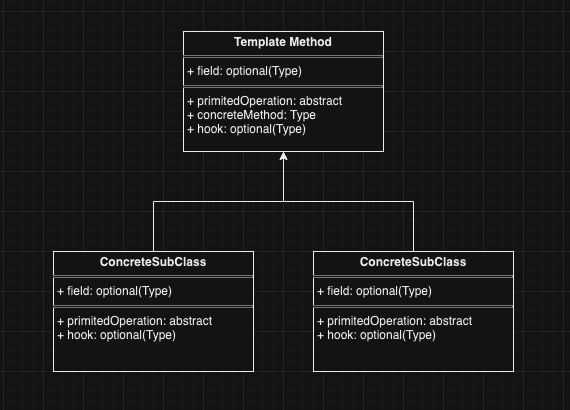 Template Method
+ field: optional(Type)
+ primitedOperation: abstract
+ concreteMethod: Type
+ hook: optional(Type)
ConcreteSubClass
+ field: optional(Type)
+ primitedOperation: abstract
+ hook: optional(Type)
ConcreteSubClass
+ field: optional(Type)
+ primitedOperation: abstract
+ hook: optional(Type)